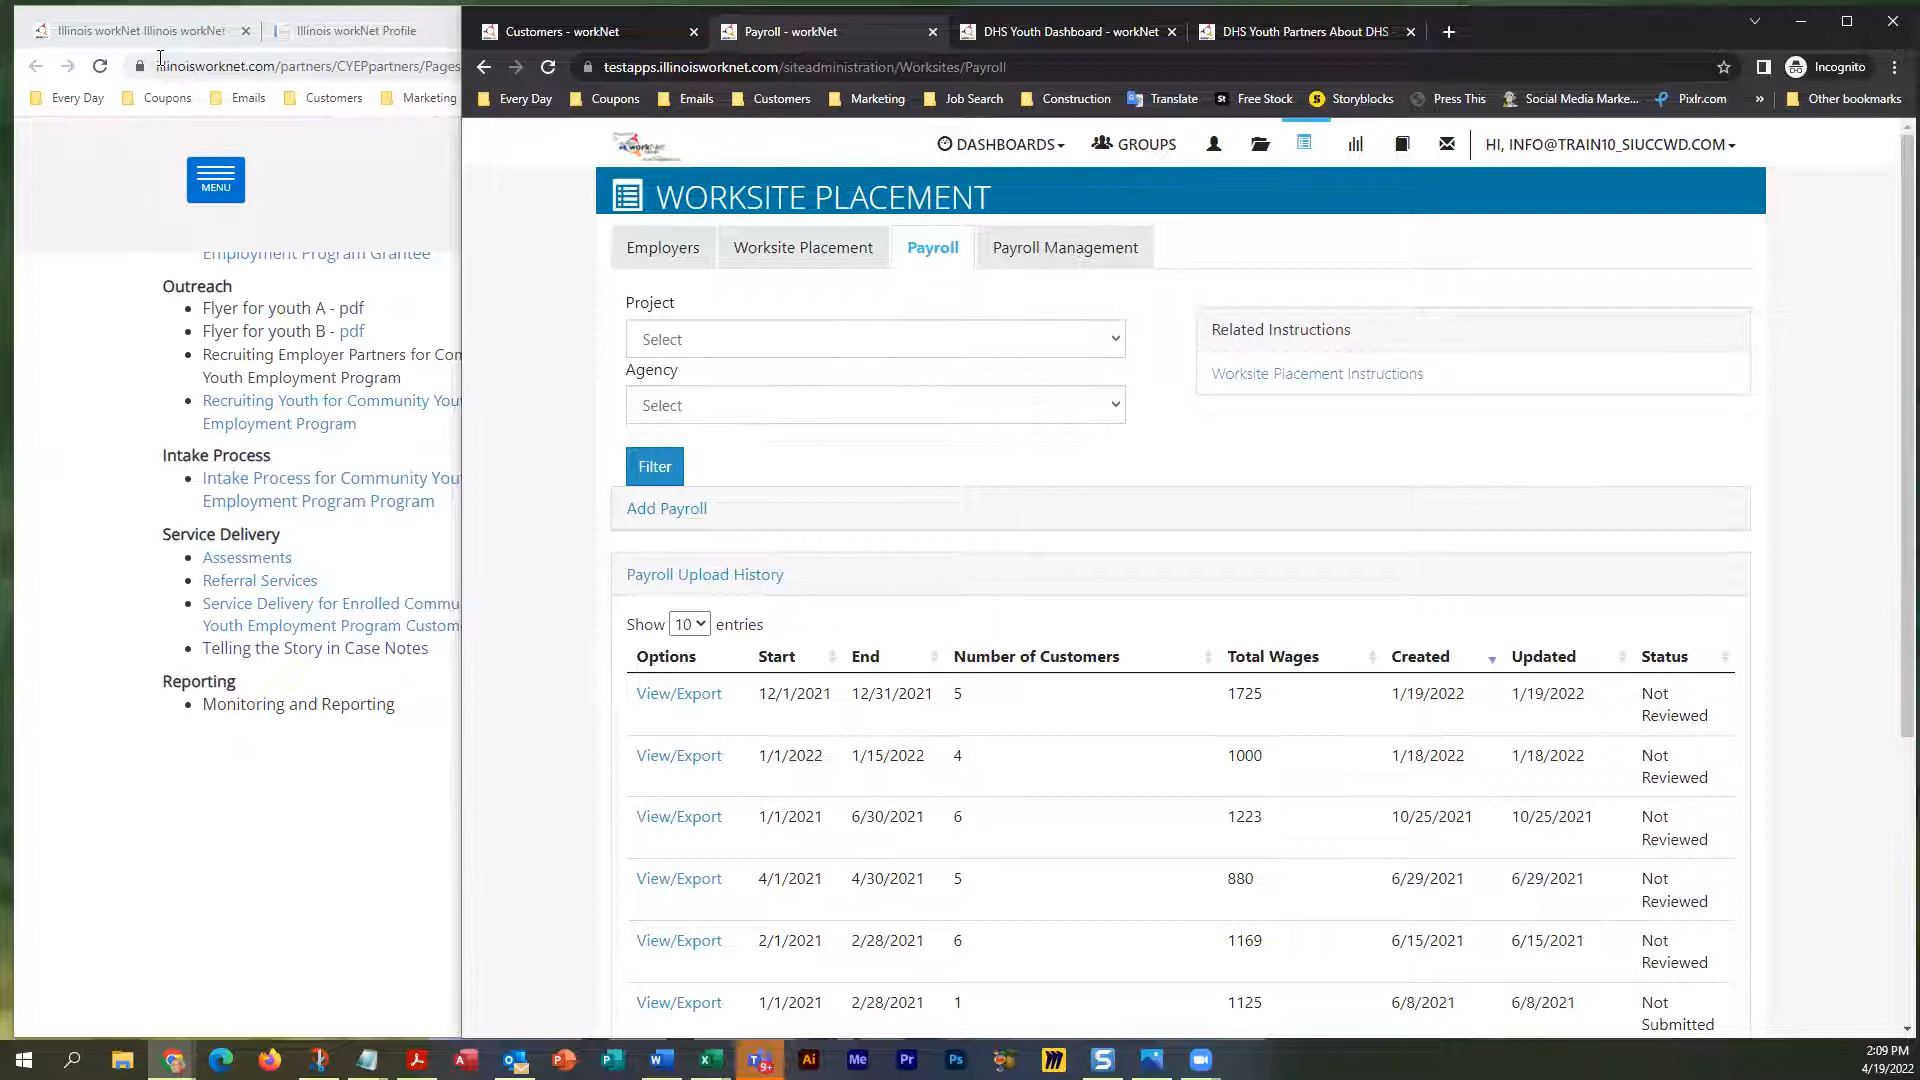 Illinois workNet Illinois workNet
Illinois workNet Profile
illinoisworknet.com/partners/CYEPpartners/Pages
Every Day
Coupons
Emails
Customers
Marketing
MENU
Employment Program Grantee
Outreach
Flyer for youth A - pdf
Flyer for youth B - pdf
Recruiting Employer Partners for Com
Youth Employment Program
Recruiting Youth for Community You
Employment Program
Intake Process
Intake Process for Community You
Employment Program Program
Service Delivery
Assessments
Referral Services
Service Delivery for Enrolled Commu
Youth Employment Program Custom
Telling the Story in Case Notes
Reporting
Monitoring and Reporting
Customers - workNet
Payroll - workNet
DHS Youth Dashboard - workNet
DHS Youth Partners About DHS -
testapps.illinoisworknet.com/siteadministration/Worksites/Payroll
Incognito
Every Day
Coupons
Emails
Customers
Marketing
Job Search
Construction
Translate
Free Stock
Storyblocks
Press This
Social Media Marke...
Pixlr.com
»
Other bookmarks
workNet
DASHBOARDS
GROUPS
HI, INFO@TRAIN10_SIUCCWD.COM
WORKSITE PLACEMENT
Employers
Worksite Placement
Payroll
Payroll Management
Project
Select
Agency
Select
Filter
Related Instructions
Worksite Placement Instructions
Add Payroll
Payroll Upload History
Show 10 entries
Options Start End Number of Customers Total Wages Created Updated Status
View/Export 12/1/2021 12/31/2021 5 1725 1/19/2022 1/19/2022 Not
Reviewed
View/Export 1/1/2022 1/15/2022 4 1000 1/18/2022 1/18/2022 Not
Reviewed
View/Export 1/1/2021 6/30/2021 6 1223 10/25/2021 10/25/2021 Not
Reviewed
View/Export 4/1/2021 4/30/2021 5 880 6/29/2021 6/29/2021 Not
Reviewed
View/Export 2/1/2021 2/28/2021 6 1169 6/15/2021 6/15/2021 Not
Reviewed
View/Export 1/1/2021 2/28/2021 1 1125 6/8/2021 6/8/2021 Not
Submitted
9+
Ai
Me
Pr
Ps
2:09 PM
4/19/2022